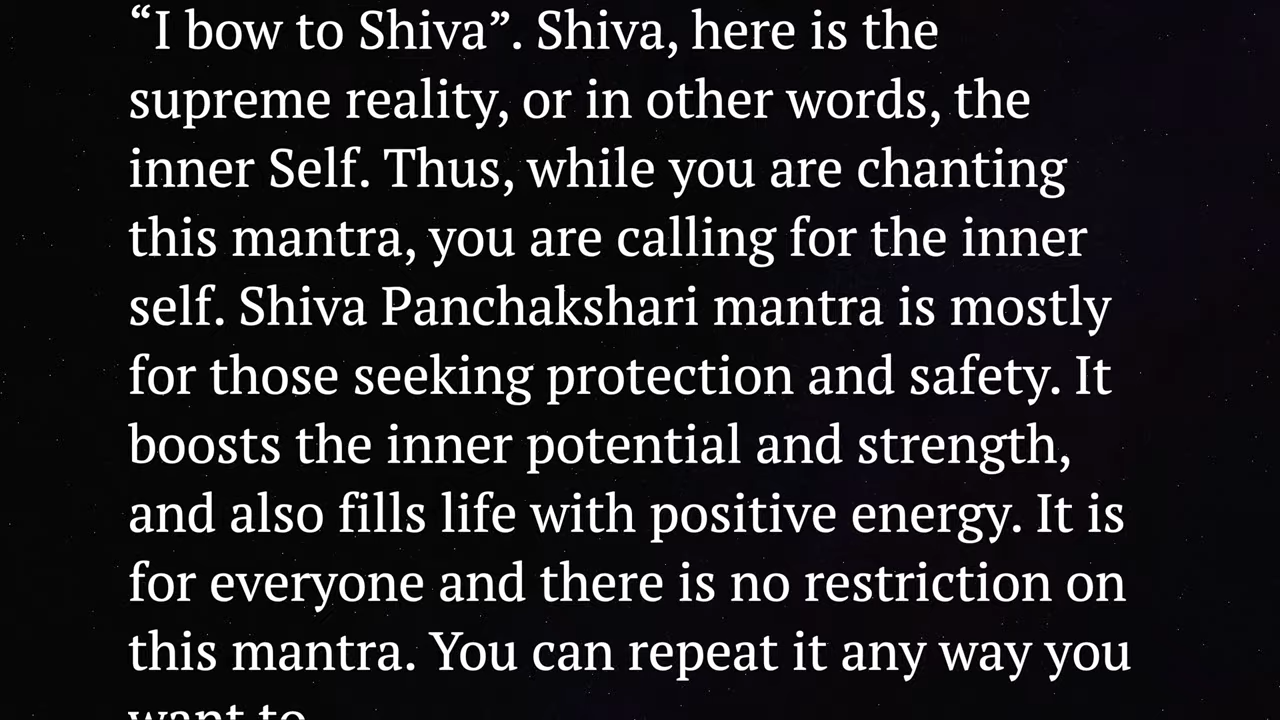 “I bow to Shiva”. Shiva, here is the
supreme reality, or in other words, the
inner Self. Thus, while you are chanting
this mantra, you are calling for the inner
self. Shiva Panchakshari mantra is mostly
for those seeking protection and safety. It
boosts the inner potential and strength,
and also fills life with positive energy. It is
for everyone and there is no restriction on
this mantra. You can repeat it any way you
want to.